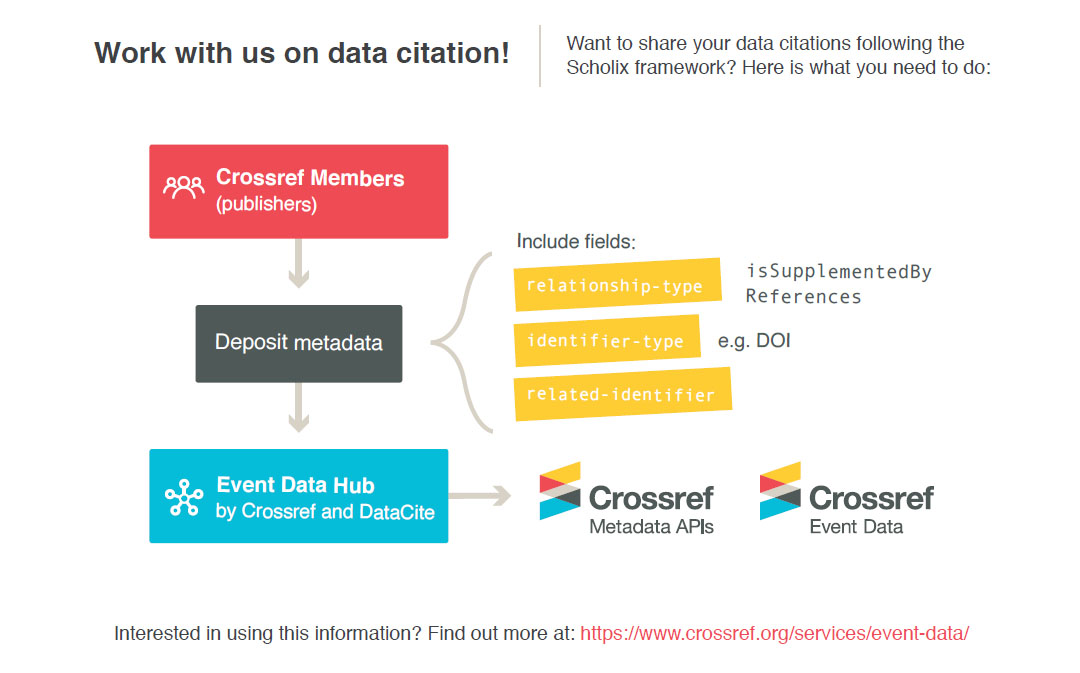 Work with us on data citation!
Want to share your data citations following the
Scholix framework? Here is what you need to do:
Crossref Members
(publishers)
Include fields:
relationship-type
isSupplementedBy
References
Deposit metadata
identifier-type
e.g. DOI
related-identifier
Event Data Hub
by Crossref and DataCite
Crossref
Metadata APIs
Crossref
Event Data
Interested in using this information? Find out more at: https://www.crossref.org/services/event-data/